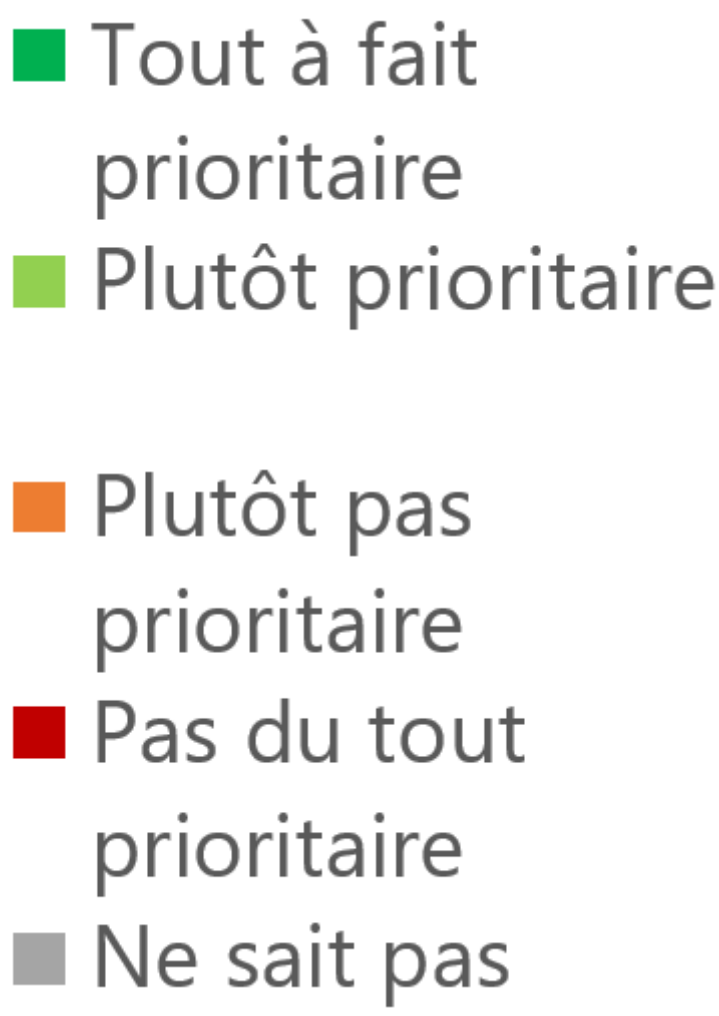 Tout à fait
prioritaire
Plutôt prioritaire
Plutôt pas
prioritaire
Pas du tout
prioritaire
Ne sait pas